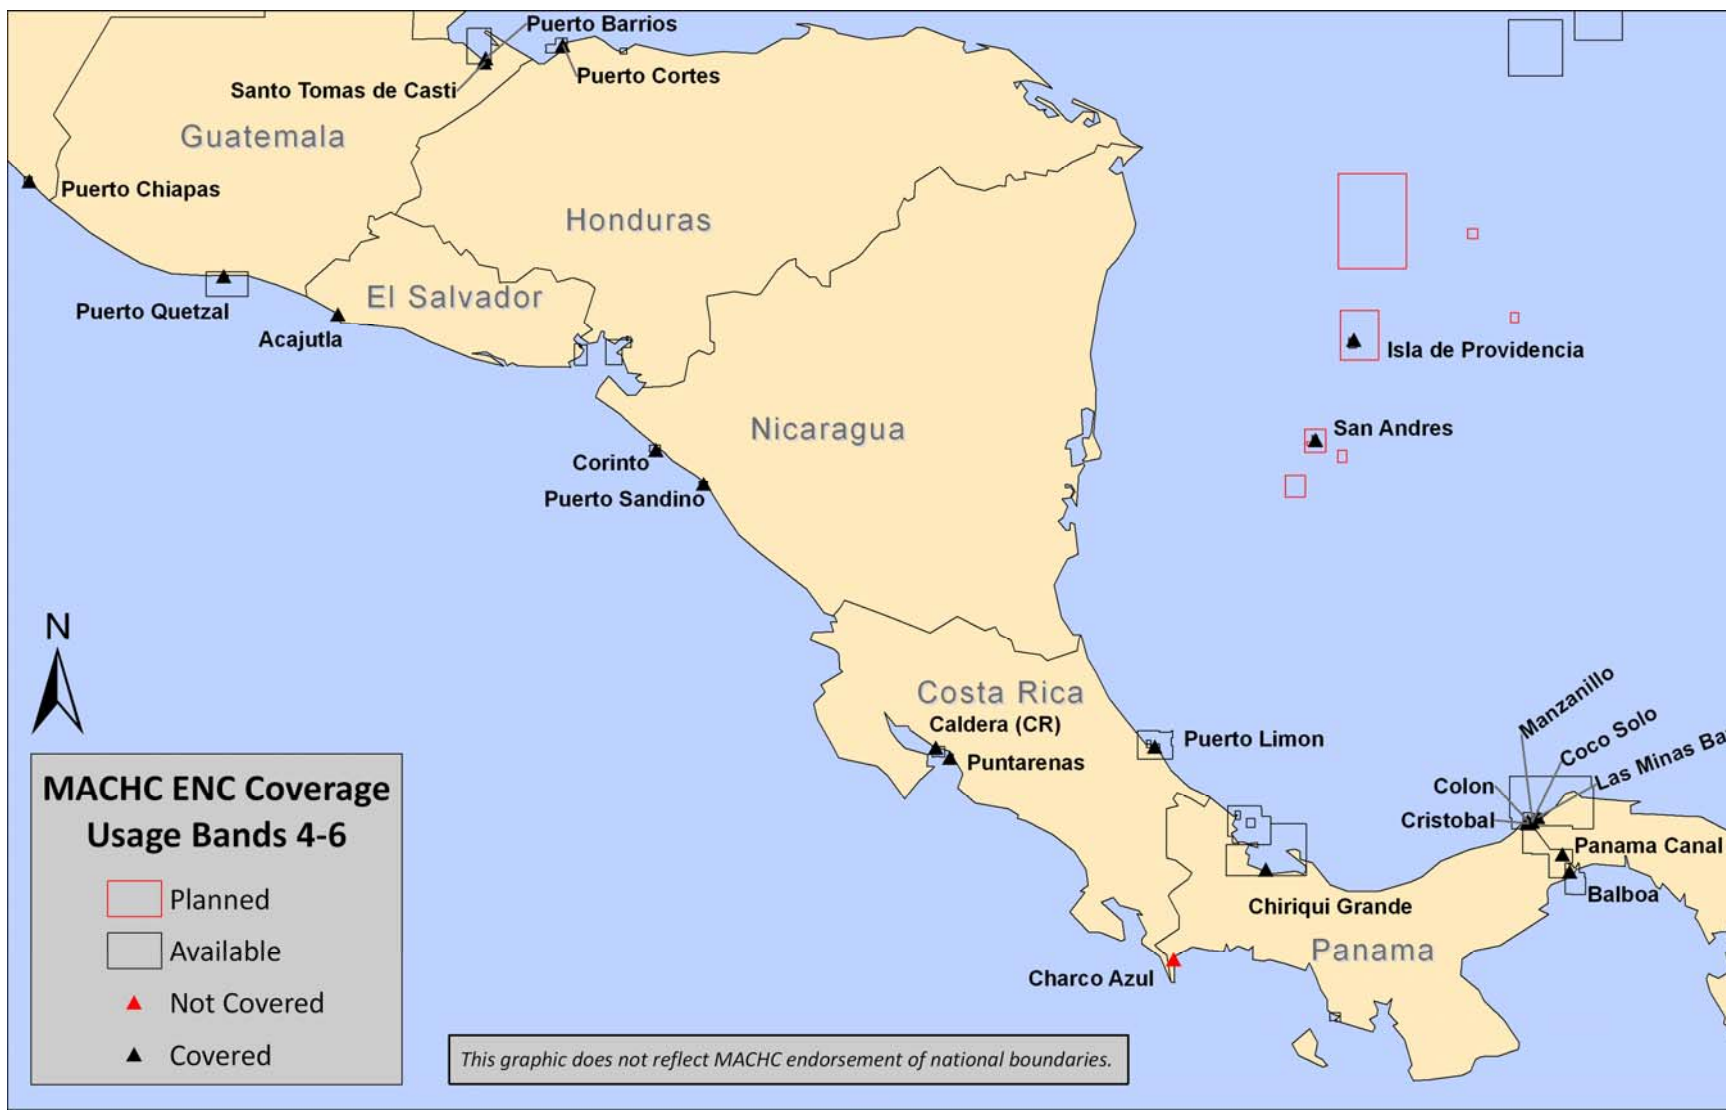 Puerto Barrios
Puerto Cortes
Santo Tomas de Casti
Guatemala
Puerto Chiapas
Honduras
El Salvador
Puerto Quetzal
Acajutla
Isla de Providencia
San Andres
Nicaragua
Corinto
Puerto Sandino
N
Costa Rica
Caldera (CR)
Puntarenas
Puerto Limon
Manzanillo
Coco Solo
Las Minas Ba
Colon
Cristobal
Panama Canal
Balboa
Chiriqui Grande
Panama
Charco Azul
MACHC ENC Coverage
Usage Bands 4-6
Planned
Available
Not Covered
Covered
This graphic does not reflect MACHC endorsement of national boundaries.